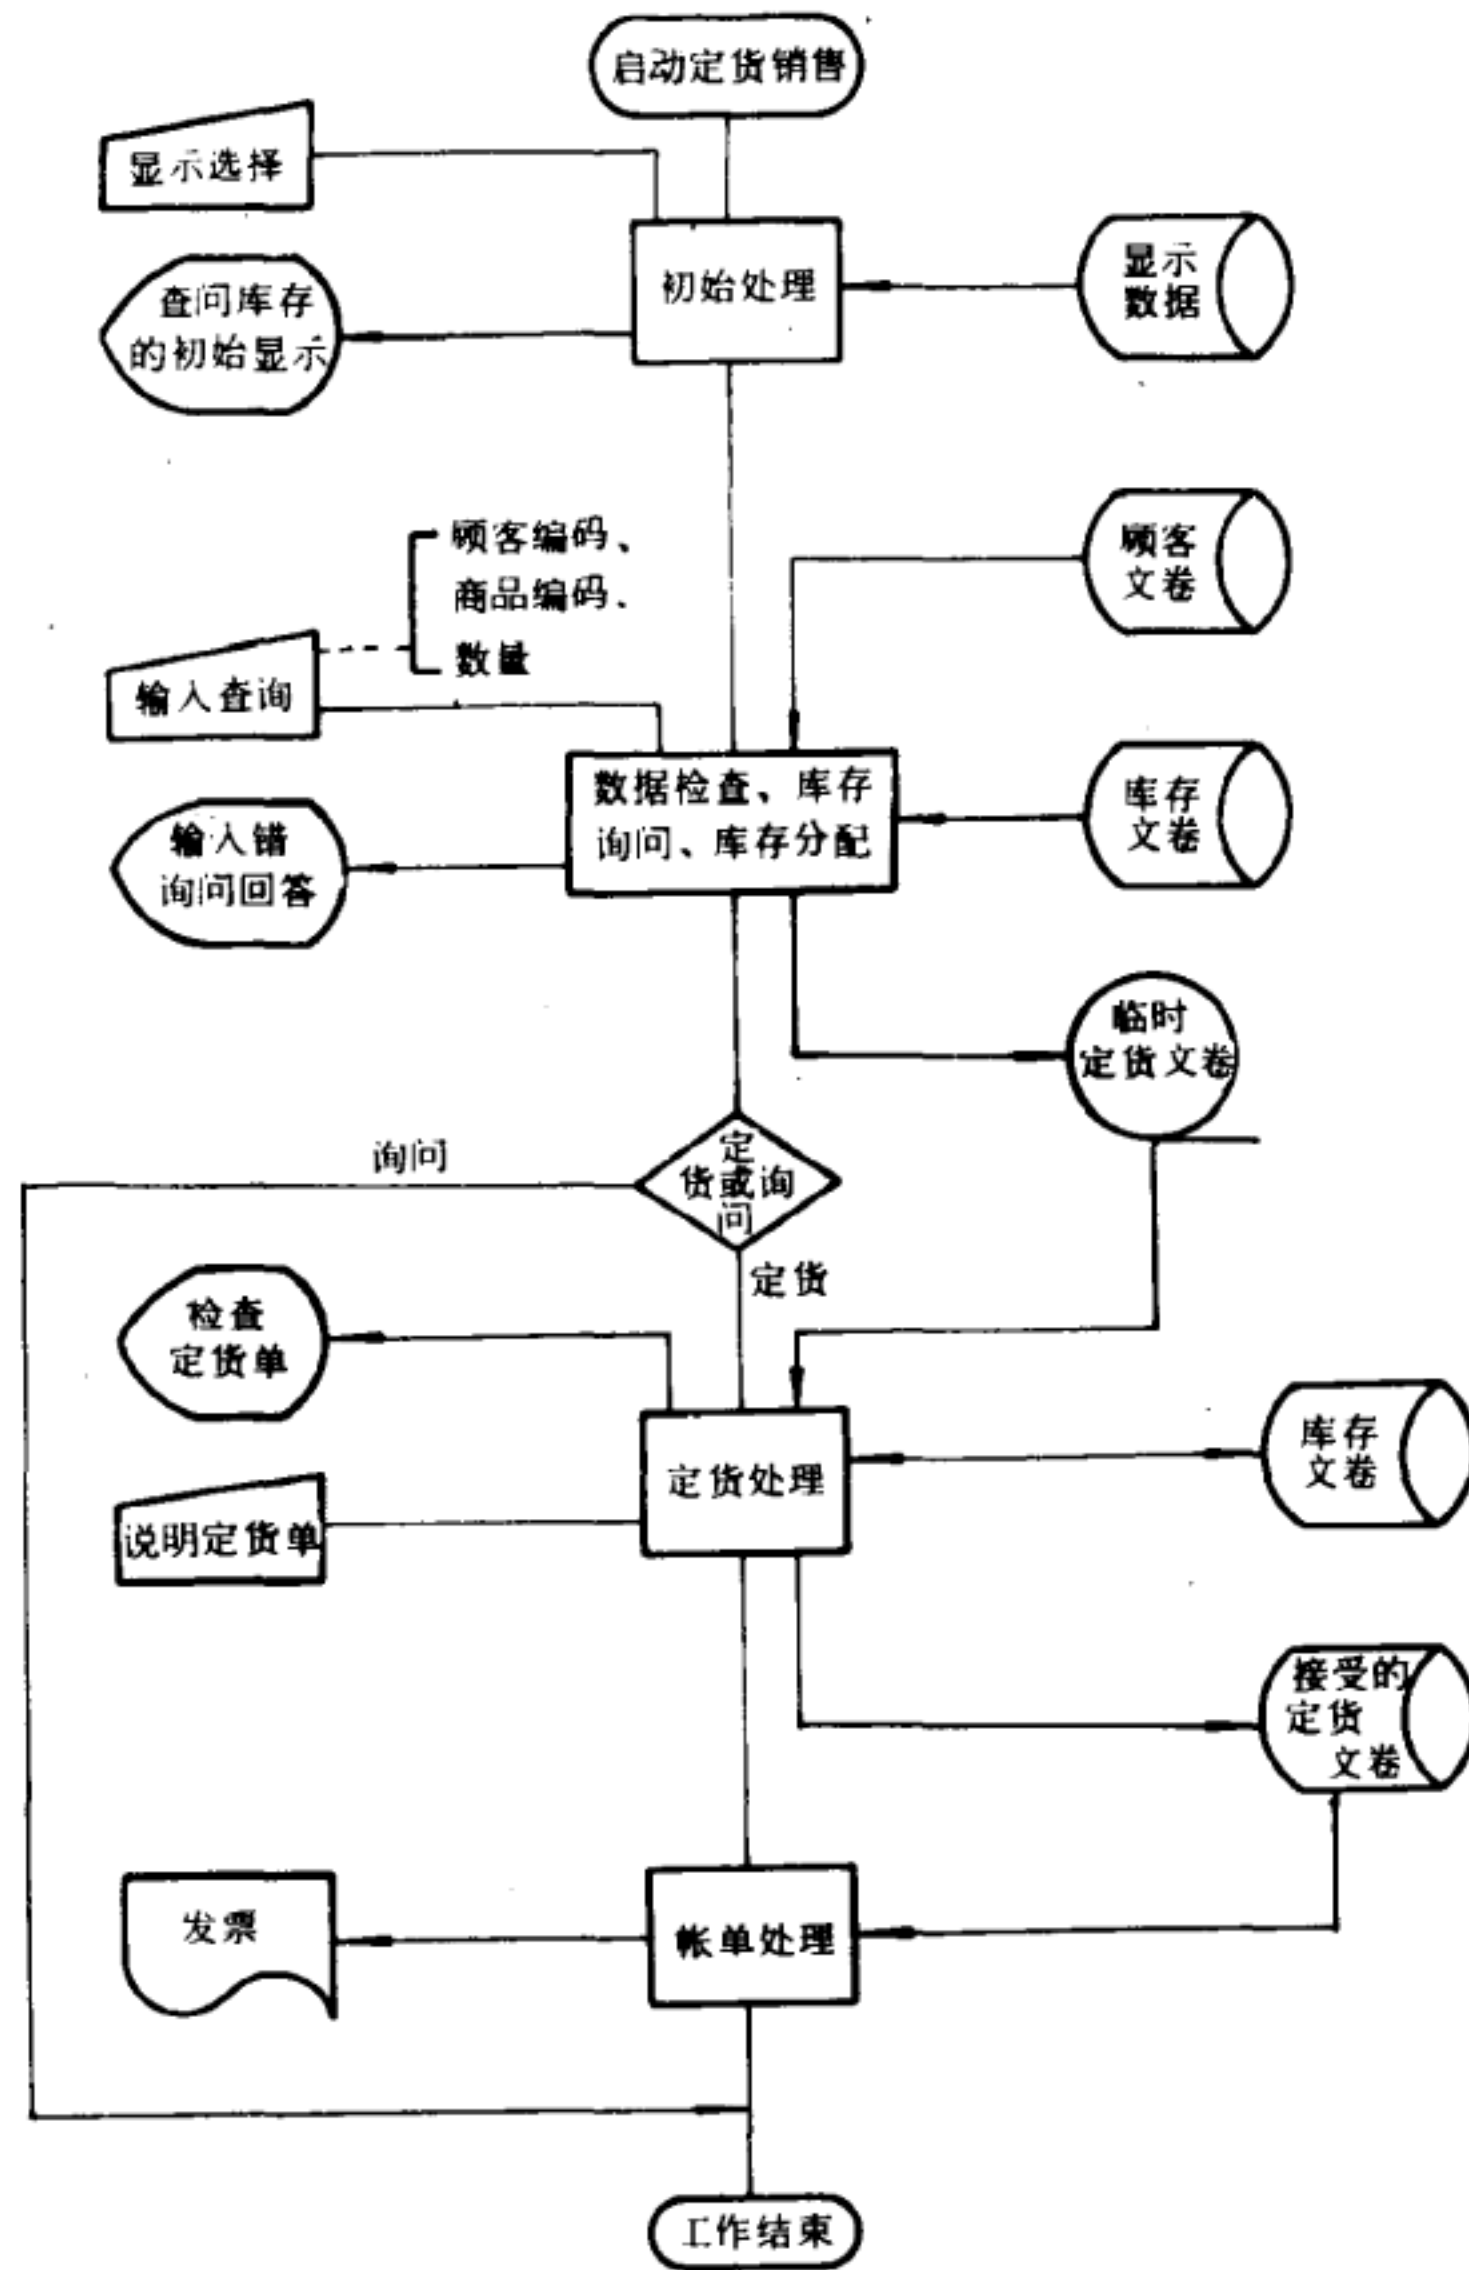 启动定货销售
显示选择
初始处理
显示
数据
查问库存
的初始显示
顾客编码、
商品编码、
数量
顾客
文卷
输入查询
数据检查、库存
询问、库存分配
库存
文卷
输入错
询问回答
临时
定货文卷
询问
定
货或询
问
定货
检查
定货单
定货处理
库存
文卷
说明定货单
接受的
定货
文卷
发票
帐单处理
工作结束